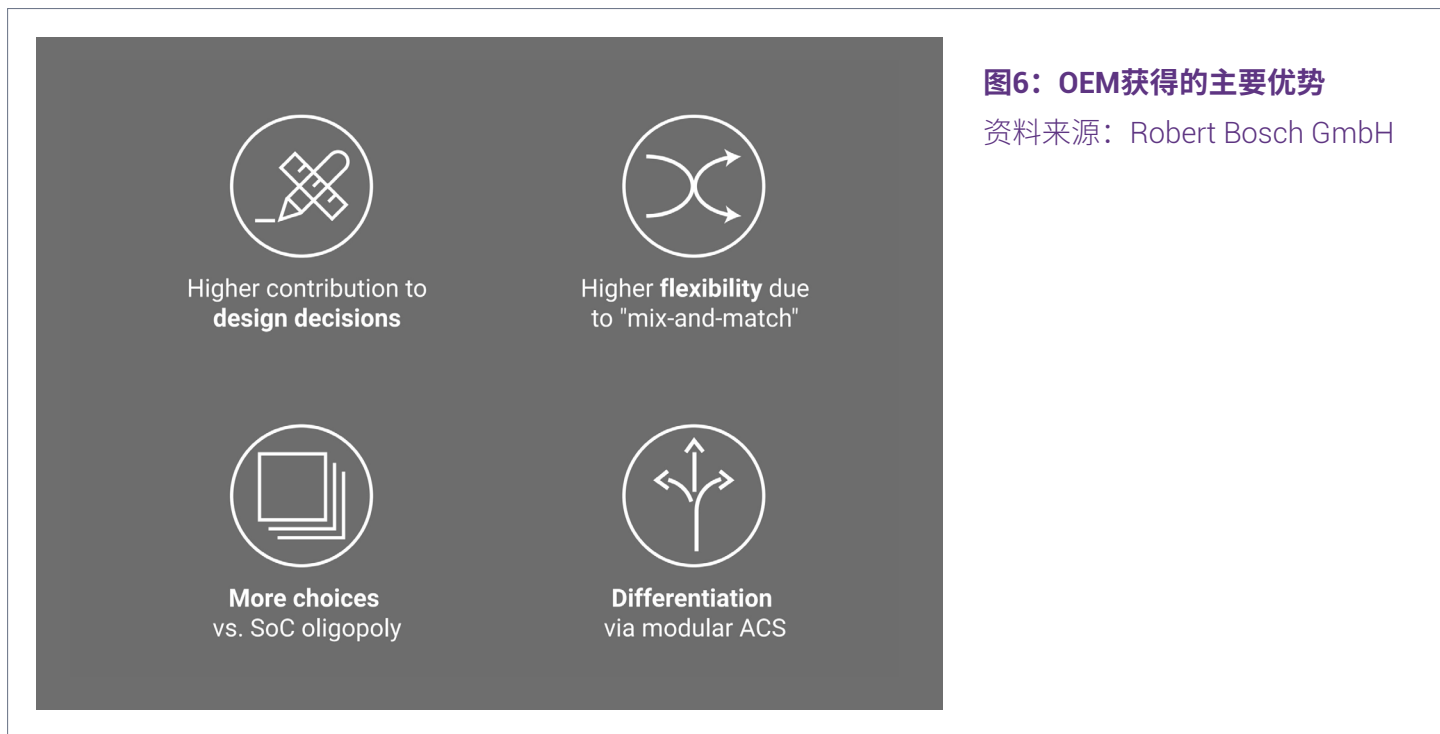 图6：OEM获得的主要优势
资料来源：Robert Bosch GmbH
Higher contribution to
design decisions
Higher flexibility due
to "mix-and-match"
More choices
vs. SoC oligopoly
Differentiation
via modular ACS